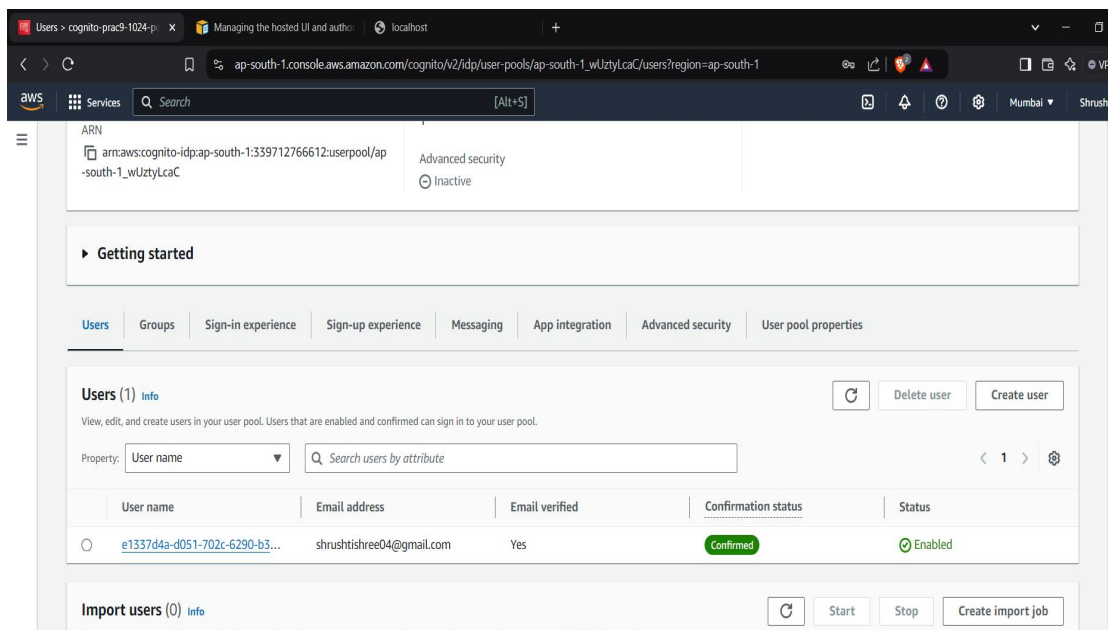 Users > cognito-prac9-1024-po
Managing the hosted UI and autho
localhost
ap-south-1.console.aws.amazon.com/cognito/v2/idp/user-pools/ap-south-1_wUztyLcaC/users?region=ap-south-1
VP
aws Services Search [Alt+S] Mumbai Shrush
ARN
arn:aws:cognito-idp:ap-south-1:339712766612:userpool/ap
-south-1_wUztyLcaC
Advanced security
Inactive
Getting started
Users Groups Sign-in experience Sign-up experience Messaging App integration Advanced security User pool properties
Users (1) Info
Delete user Create user
View, edit, and create users in your user pool. Users that are enabled and confirmed can sign in to your user pool.
Property: User name Search users by attribute 1
User name Email address Email verified Confirmation status Status
e1337d4a-d051-702c-6290-b3... shrushtishree04@gmail.com Yes Confirmed Enabled
Import users (0) Info Start Stop Create import job